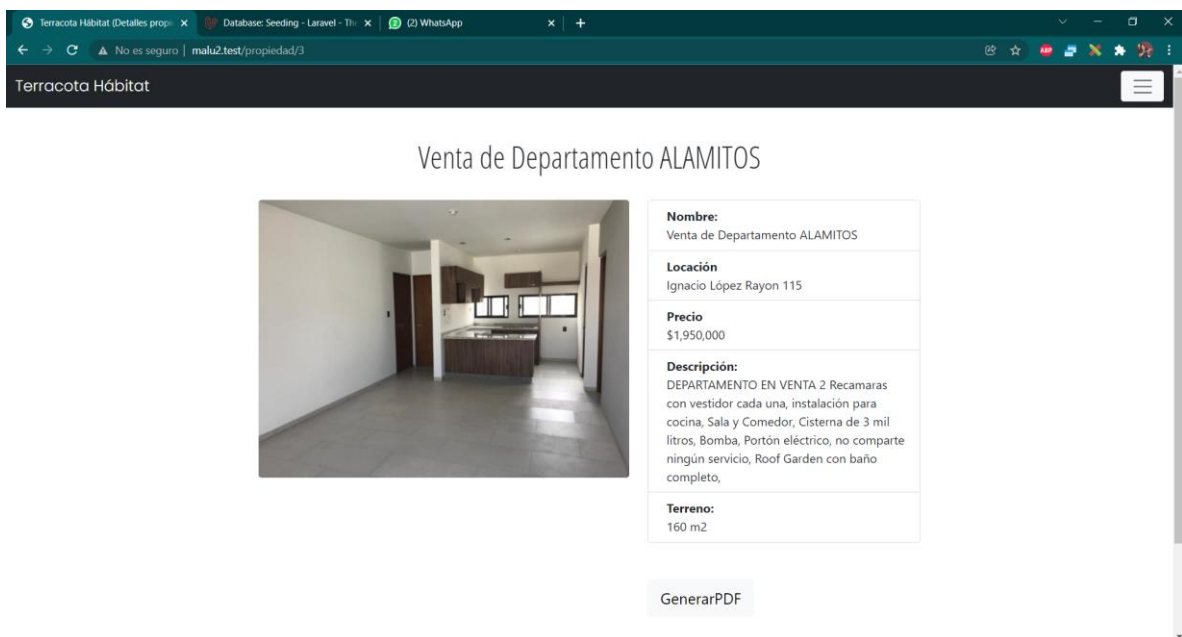 Terracota Hábitat (Detalles propi
Database: Seeding - Laravel - Th
(2) WhatsApp
No es seguro | malu2.test/propiedad/3
ABP
Terracota Hábitat
Venta de Departamento ALAMITOS
Nombre:
Venta de Departamento ALAMITOS
Locación
Ignacio López Rayon 115
Precio
$1,950,000
Descripción:
DEPARTAMENTO EN VENTA 2 Recamaras
con vestidor cada una, instalación para
cocina, Sala y Comedor, Cisterna de 3 mil
litros, Bomba, Portón eléctrico, no comparte
ningún servicio, Roof Garden con baño
completo,
Terreno:
160 m2
GenerarPDF